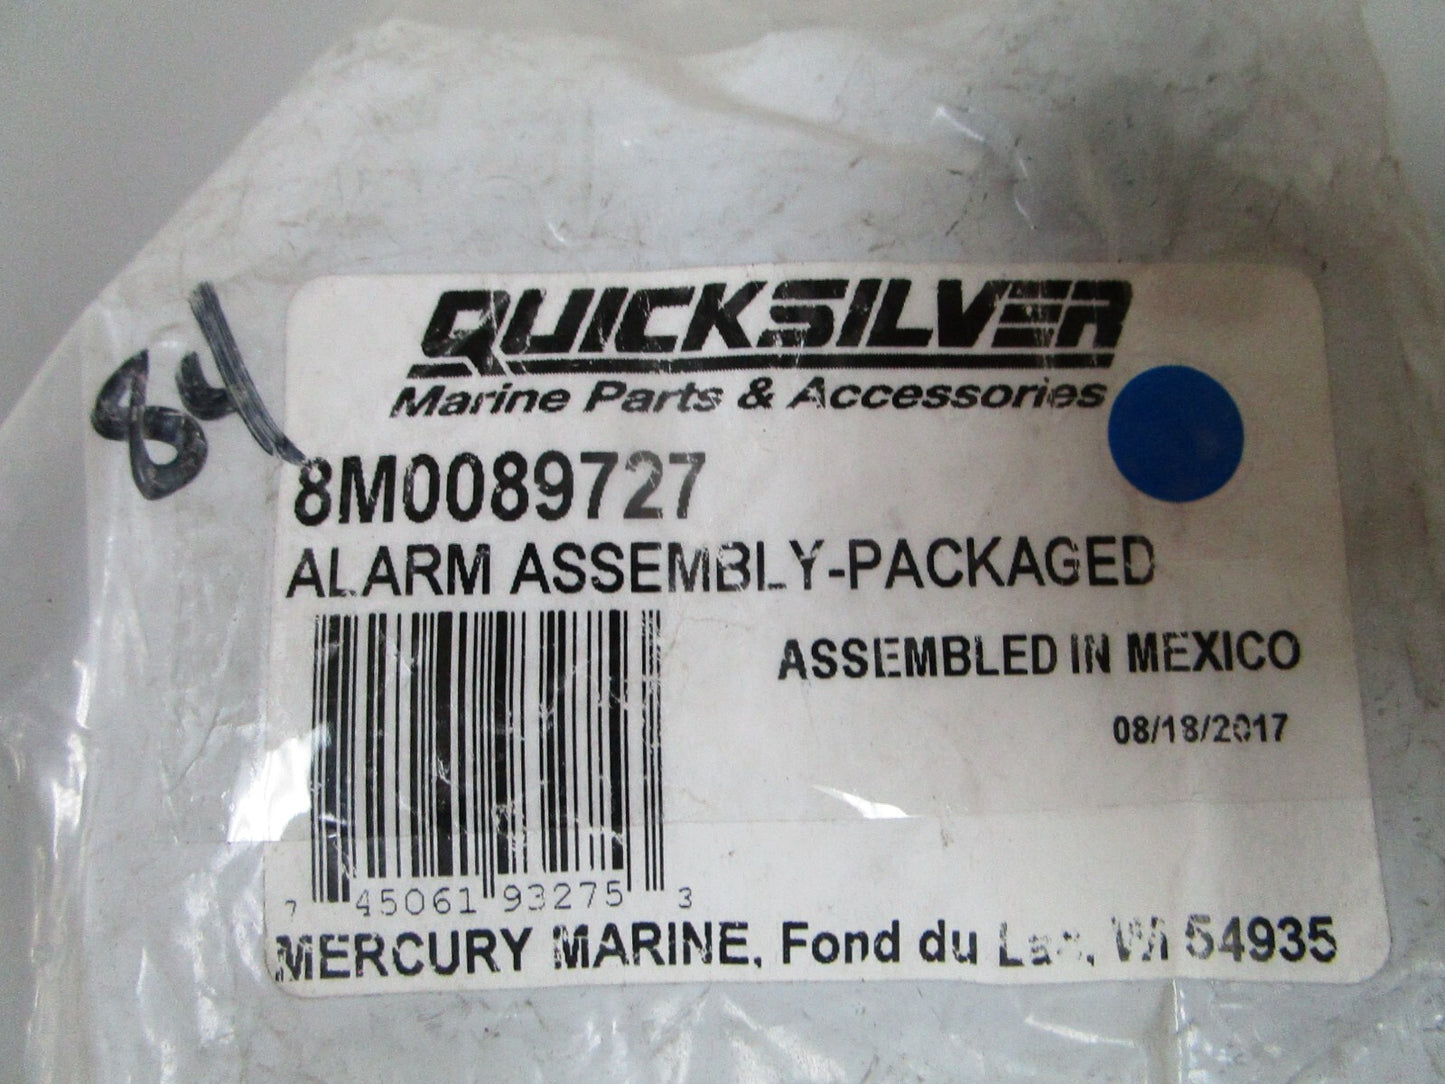 QUICKSILVER
Marine Parts & Accessories
84
8M0089727
ALARM ASSEMBLY-PACKAGED
ASSEMBLED IN MEXICO
08/18/2017
7 45061 93275 3
MERCURY MARINE, Fond du Lac, WI 54935